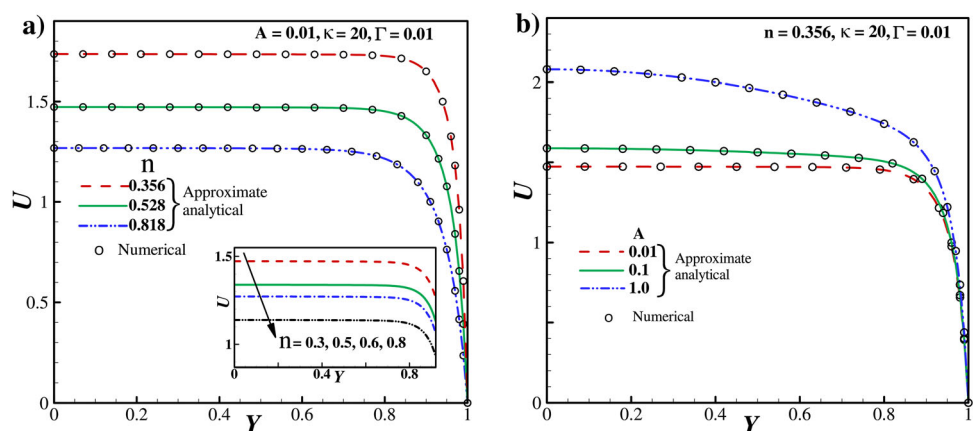 a)
A = 0.01, κ = 20, Γ = 0.01
1.5
1
0.5
0
U
n
0.356
0.528
0.818
Approximate
analytical
Numerical
1.5
1
U
n = 0.3, 0.5, 0.6, 0.8
0
0.4
0.8
Y
0
0.2
0.4
0.6
0.8
1
Y
b)
n = 0.356, κ = 20, Γ = 0.01
2
1
0
U
A
0.01
0.1
1.0
Approximate
analytical
Numerical
0
0.2
0.4
0.6
0.8
1
Y